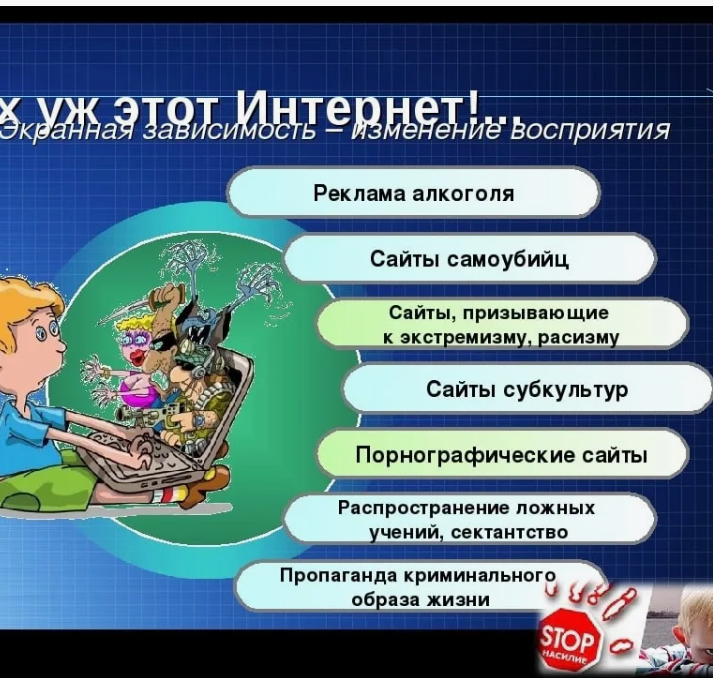 х уж этот Интернет!...
Экранная зависимость – изменение восприятия
Реклама алкоголя
Сайты самоубийц
Сайты, призывающие
к экстремизму, расизму
Сайты субкультур
Порнографические сайты
Распространение ложных
учений, сектантство
Пропаганда криминального
образа жизни
STOP
НАСИЛИЕ